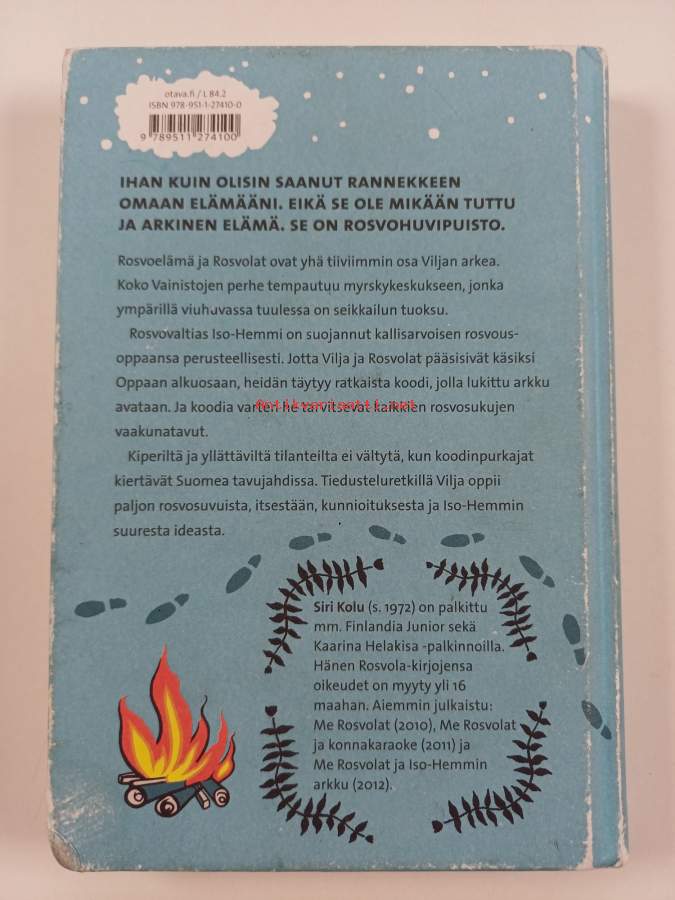 otava.fi / L 84.2
ISBN 978-951-1-27410-0
9 789511 274100
IHAN KUIN OLISIN SAANUT RANNEKKEEN
OMAAN ELÄMÄÄNI. EIKÄ SE OLE MIKÄÄN TUTTU
JA ARKINEN ELÄMÄ. SE ON ROSVOHUVIPUISTO.
Rosvoelämä ja Rosvolat ovat yhä tiiviimmin osa Viljan arkea.
Koko Vainistojen perhe tempautuu myrskykeskukseen, jonka
ympärillä viuhuvassa tuulessa on seikkailun tuoksu.
Rosvovaltias Iso-Hemmi on suojannut kallisarvoisen rosvous-
oppaansa perusteellisesti. Jotta Vilja ja Rosvolat pääsisivät käsiksi
Oppaan alkuosaan, heidän täytyy ratkaista koodi, jolla lukittu arkku
avataan. Ja koodia varten he tarvitsevat kaikkien rosvosukujen
Antikvariaatti.net
vaakunatavut.
Kiperiltä ja yllättäviltä tilanteilta ei vältytä, kun koodinpurkajat
kiertävät Suomea tavujahdissa. Tiedusteluretkillä Vilja oppii
paljon rosvosuvuista, itsestään, kunnioituksesta ja Iso-Hemmin
suuresta ideasta.
Siri Kolu (s. 1972) on palkittu
mm. Finlandia Junior sekä
Kaarina Helakisa -palkinnoilla.
Hänen Rosvola-kirjojensa
oikeudet on myyty yli 16
maahan. Aiemmin julkaistu:
Me Rosvolat (2010), Me Rosvolat
ja konnakaraoke (2011) ja
Me Rosvolat ja Iso-Hemmin
arkku (2012).